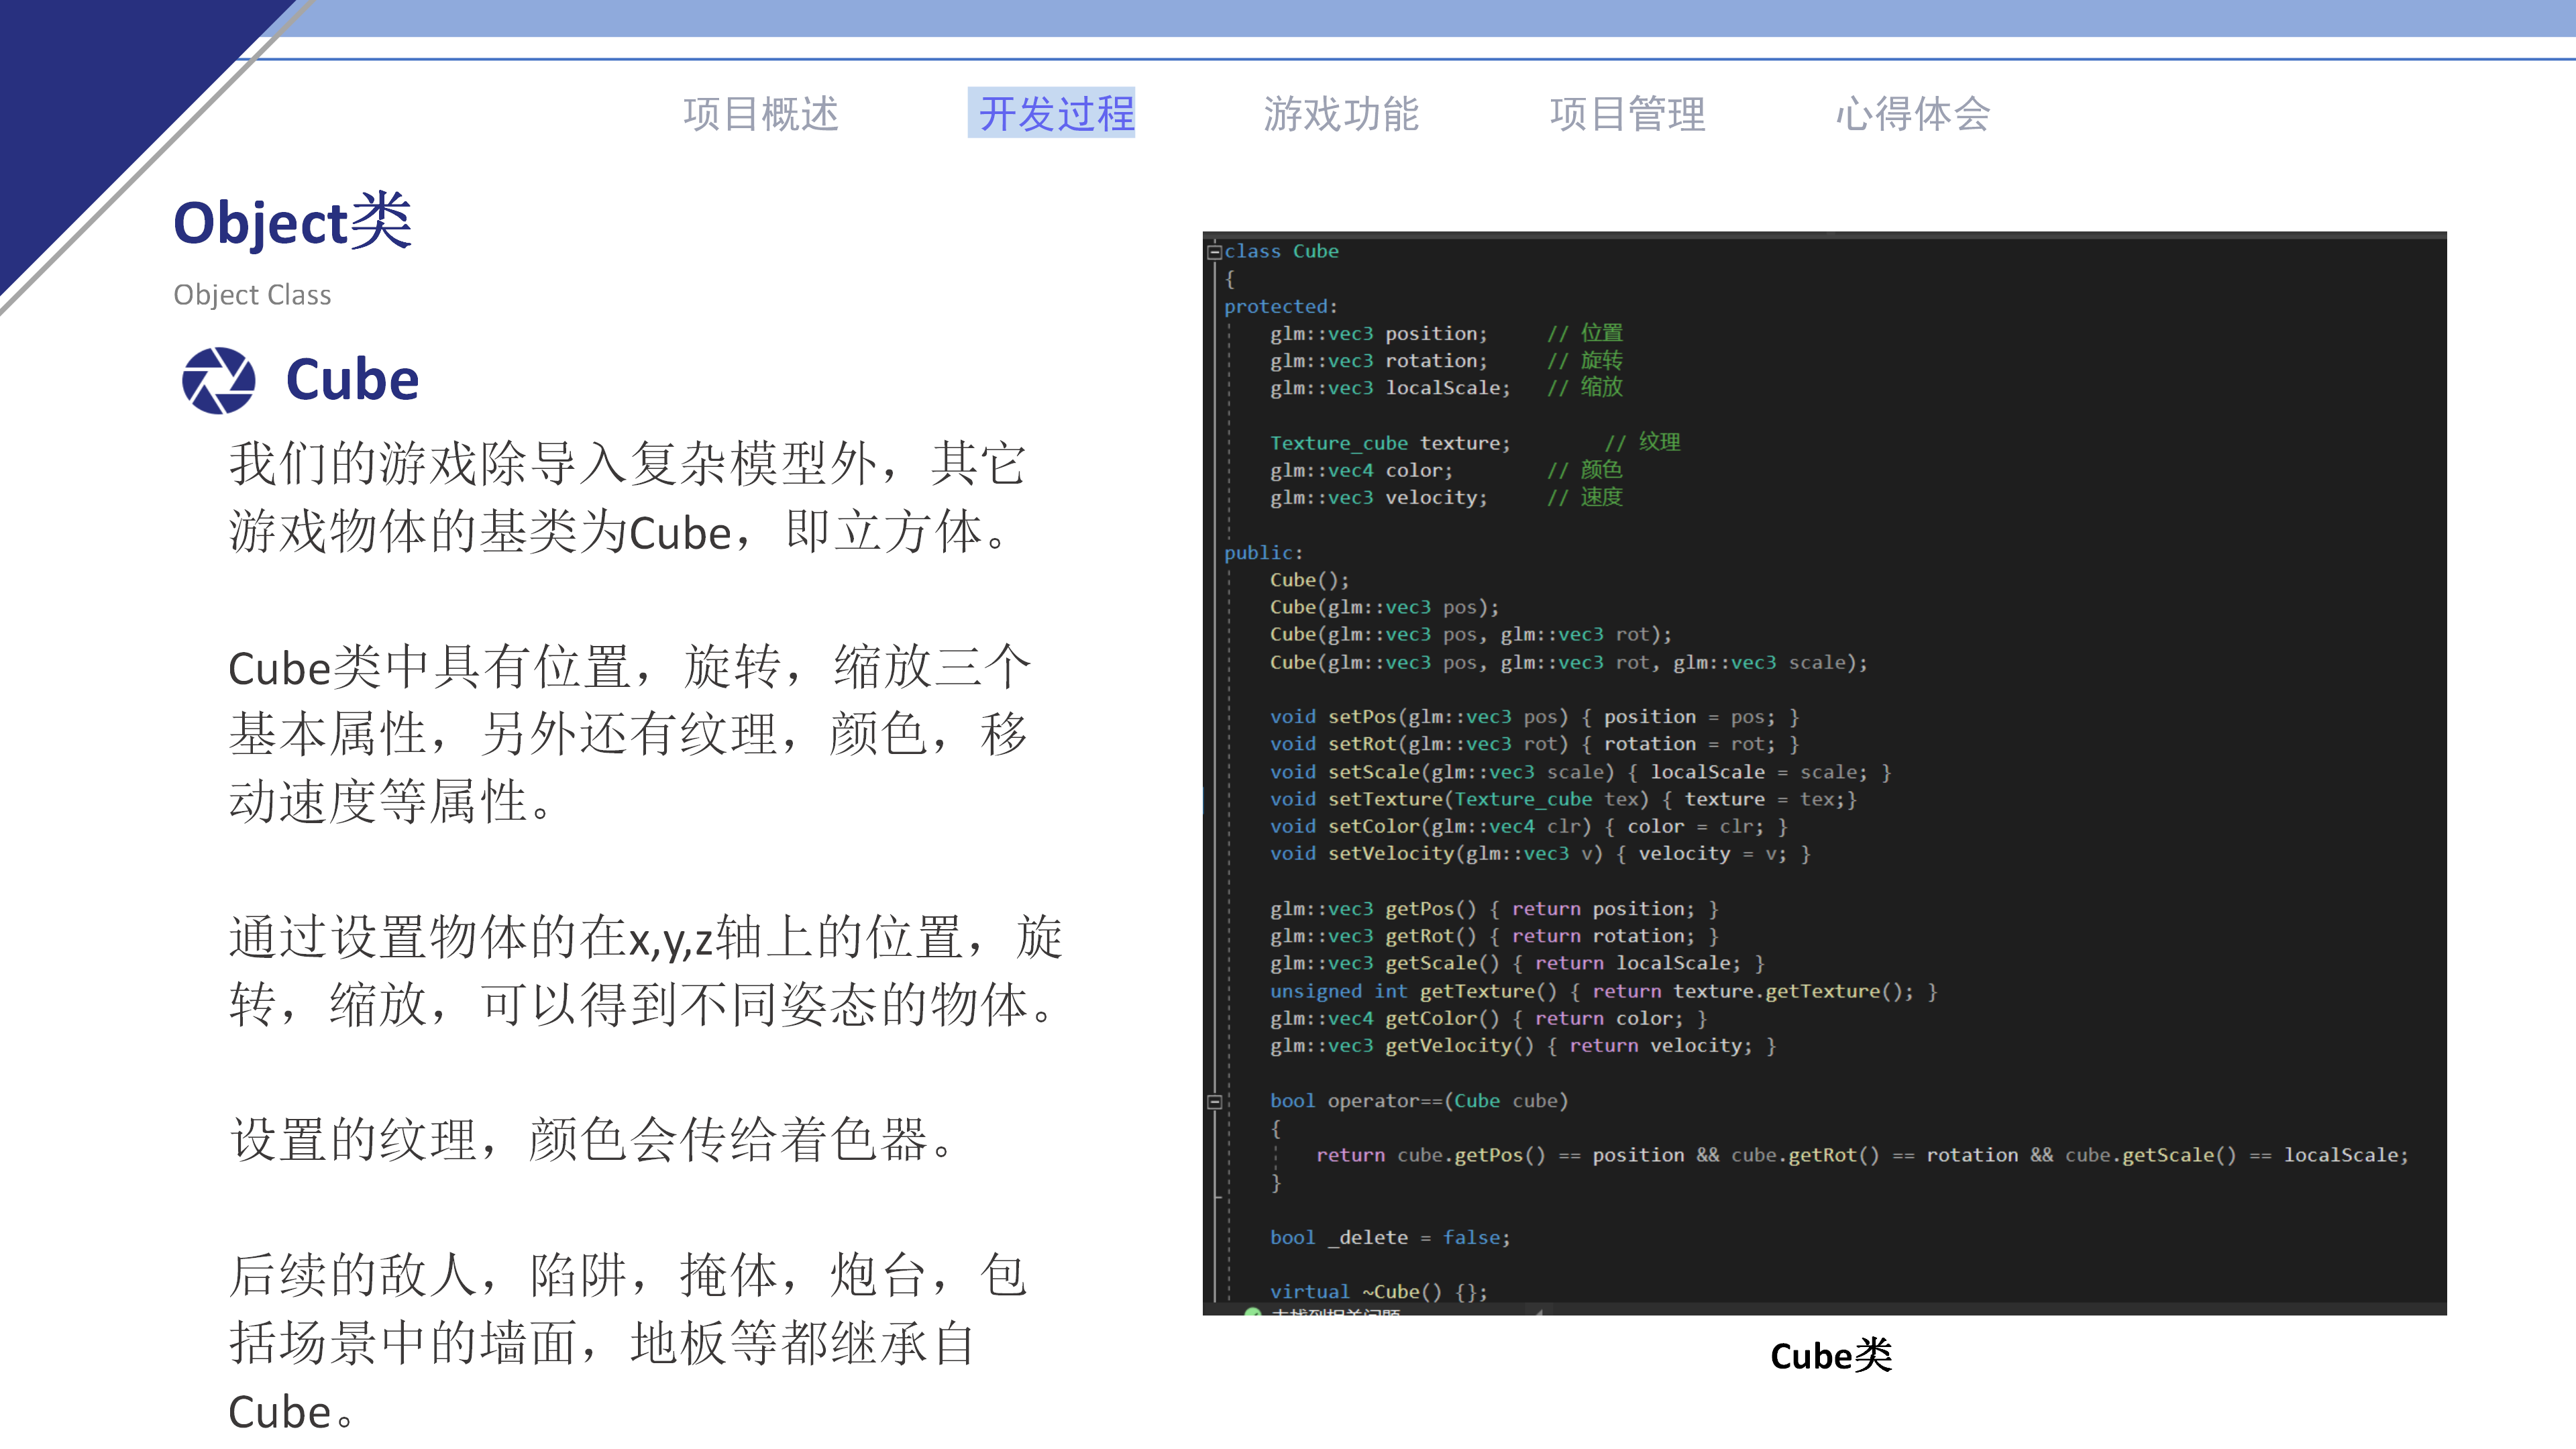 项目概述 开发过程 游戏功能 项目管理 心得体会
Object类
Object Class
Cube
我们的游戏除导入复杂模型外，其它
游戏物体的基类为Cube，即立方体。
Cube类中具有位置，旋转，缩放三个
基本属性，另外还有纹理，颜色，移
动速度等属性。
通过设置物体的在x,y,z轴上的位置，旋
转，缩放，可以得到不同姿态的物体。
设置的纹理，颜色会传给着色器。
后续的敌人，陷阱，掩体，炮台，包
括场景中的墙面，地板等都继承自
Cube。
class Cube
{
protected:
glm::vec3 position; // 位置
glm::vec3 rotation; // 旋转
glm::vec3 localScale; // 缩放
Texture_cube texture; // 纹理
glm::vec4 color; // 颜色
glm::vec3 velocity; // 速度
public:
Cube();
Cube(glm::vec3 pos);
Cube(glm::vec3 pos, glm::vec3 rot);
Cube(glm::vec3 pos, glm::vec3 rot, glm::vec3 scale);
void setPos(glm::vec3 pos) { position = pos; }
void setRot(glm::vec3 rot) { rotation = rot; }
void setScale(glm::vec3 scale) { localScale = scale; }
void setTexture(Texture_cube tex) { texture = tex;}
void setColor(glm::vec4 clr) { color = clr; }
void setVelocity(glm::vec3 v) { velocity = v; }
glm::vec3 getPos() { return position; }
glm::vec3 getRot() { return rotation; }
glm::vec3 getScale() { return localScale; }
unsigned int getTexture() { return texture.getTexture(); }
glm::vec4 getColor() { return color; }
glm::vec3 getVelocity() { return velocity; }
bool operator==(Cube cube)
{
return cube.getPos() == position && cube.getRot() == rotation && cube.getScale() == localScale;
}
bool _delete = false;
virtual ~Cube() {};
Cube类